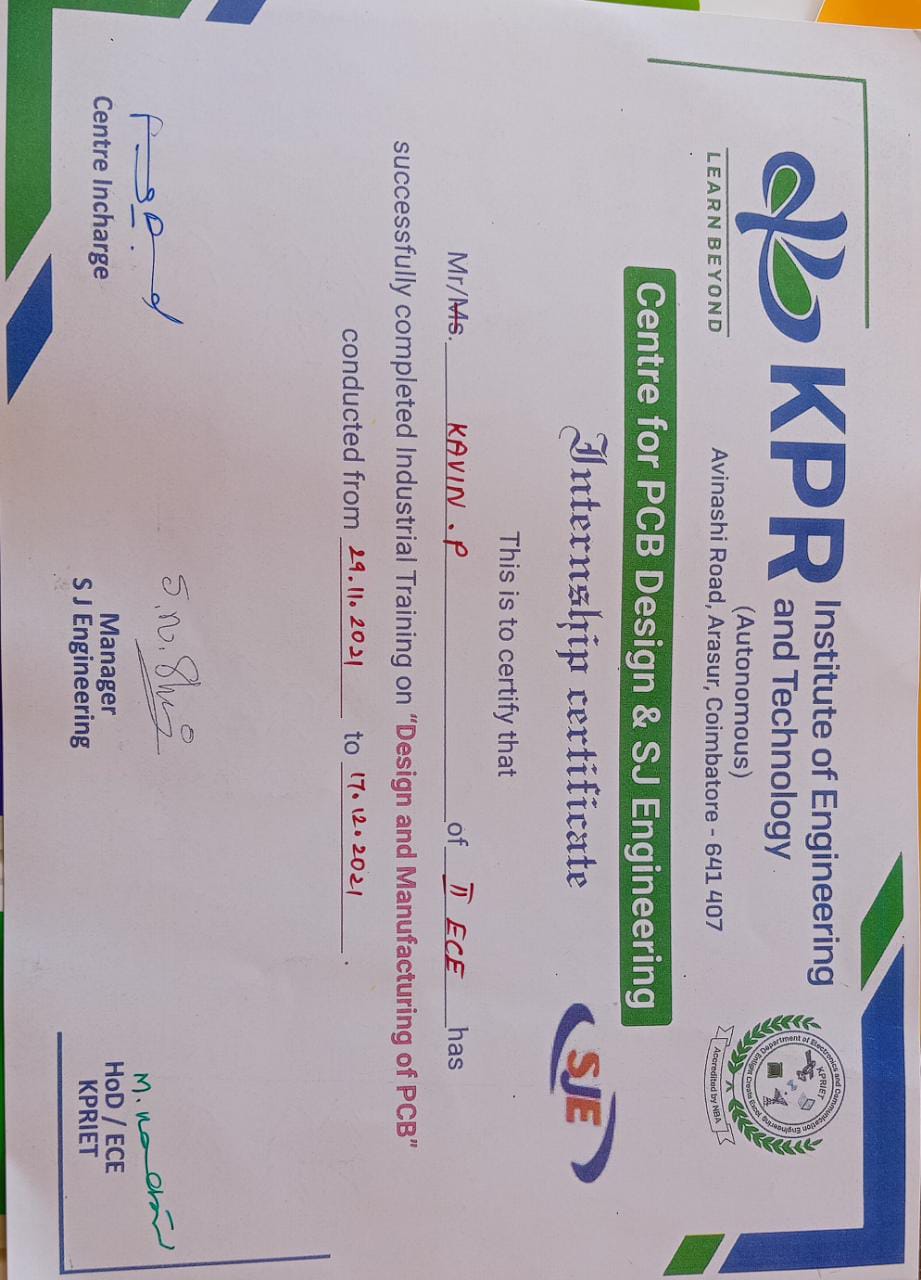 KPR Institute of Engineering
and Technology
(Autonomous)
LEARN BEYOND
Avinashi Road, Arasur, Coimbatore - 641 407
KPRIET
Department of Electronics and Communication Engineering
Accredited by NBA
Centre for PCB Design & SJ Engineering
Internship certificate
SJE
This is to certify that
Mr/Ms. KAVIN . P of II ECE has
successfully completed Industrial Training on "Design and Manufacturing of PCB"
conducted from 29.11.2021 to 17.12.2021 .
Centre Incharge
Manager
S J Engineering
HoD / ECE
KPRIET